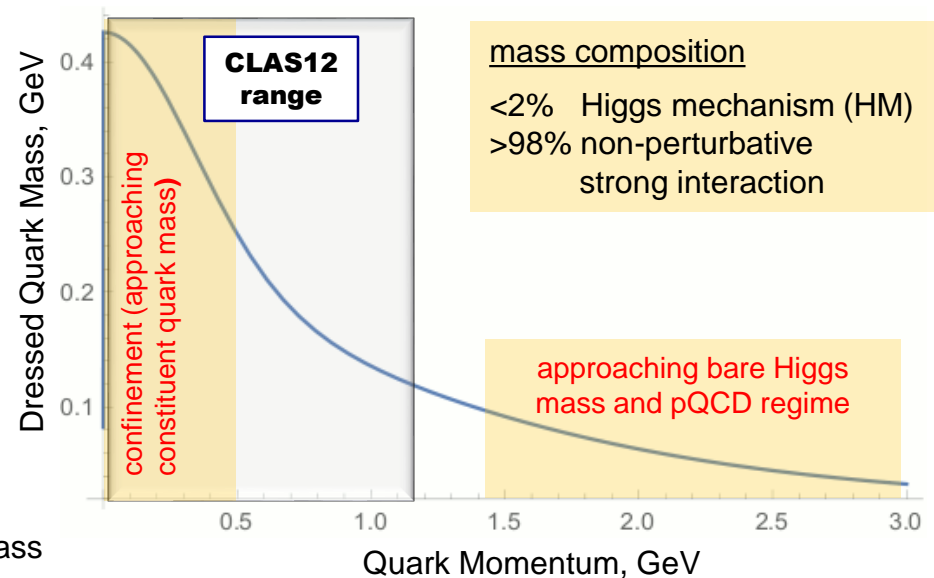 Dressed Quark Mass, GeV
0.4
0.3
0.2
0.1
confinement (approaching
constituent quark mass)
CLAS12
range
mass composition
<2% Higgs mechanism (HM)
>98% non-perturbative
strong interaction
approaching bare Higgs
mass and pQCD regime
0.5 1.0 1.5 2.0 2.5 3.0
Quark Momentum, GeV